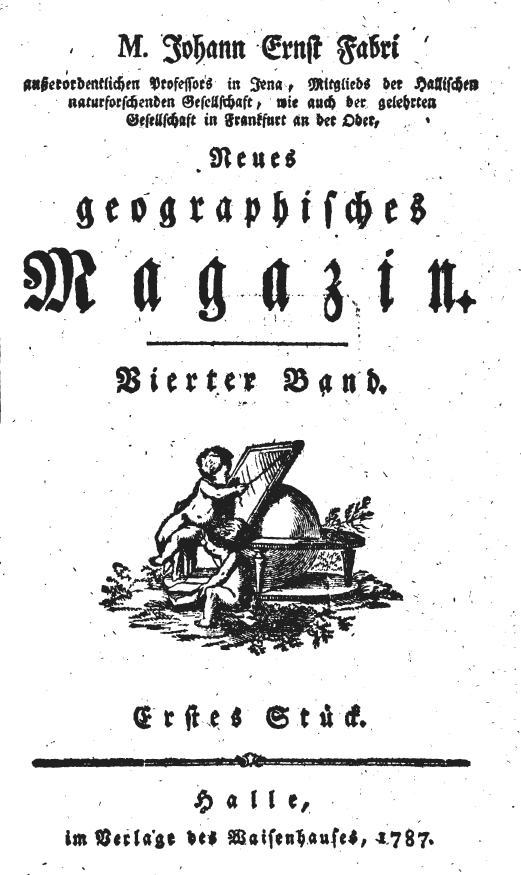 M. Johann Ernst Fabri
außerordentlichen Professors in Jena, Mitglieds der Hallischen
naturforschenden Gesellschaft, wie auch der gelehrten
Gesellschaft in Frankfurt an der Oder,
Neues
geographisches
Magazin.
Vierter Band.
Erstes Stück.
Halle,
im Verlage des Waisenhauses, 1787.